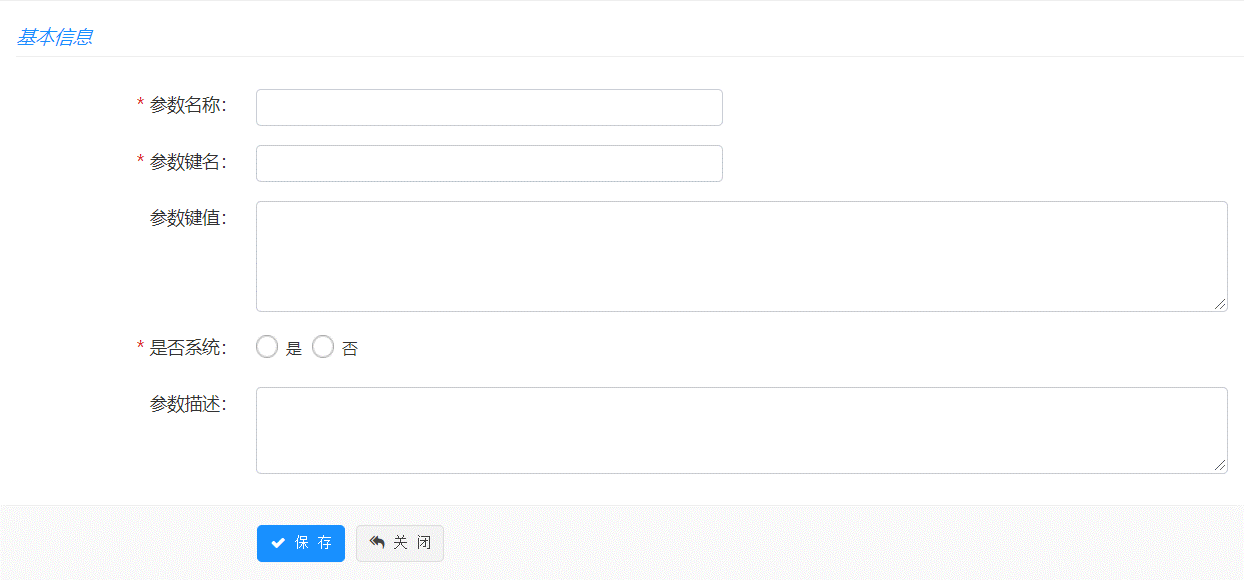 基本信息
* 参数名称：
* 参数键名：
参数键值：
* 是否系统： 是 否
参数描述：
保 存 关 闭